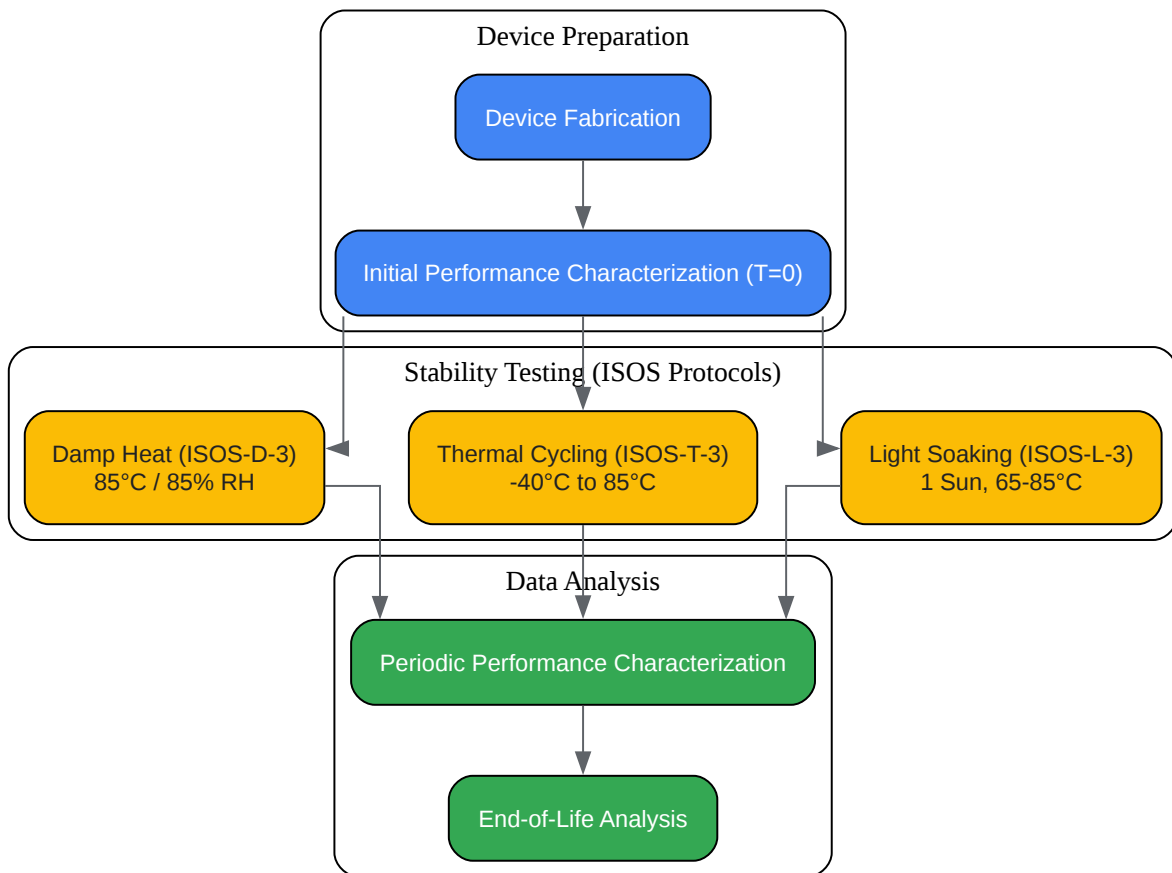 Device Preparation
Device Fabrication
Initial Performance Characterization (T=0)
Stability Testing (ISOS Protocols)
Damp Heat (ISOS-D-3)
85°C / 85% RH
Thermal Cycling (ISOS-T-3)
-40°C to 85°C
Light Soaking (ISOS-L-3)
1 Sun, 65-85°C
Data Analysis
Periodic Performance Characterization
End-of-Life Analysis